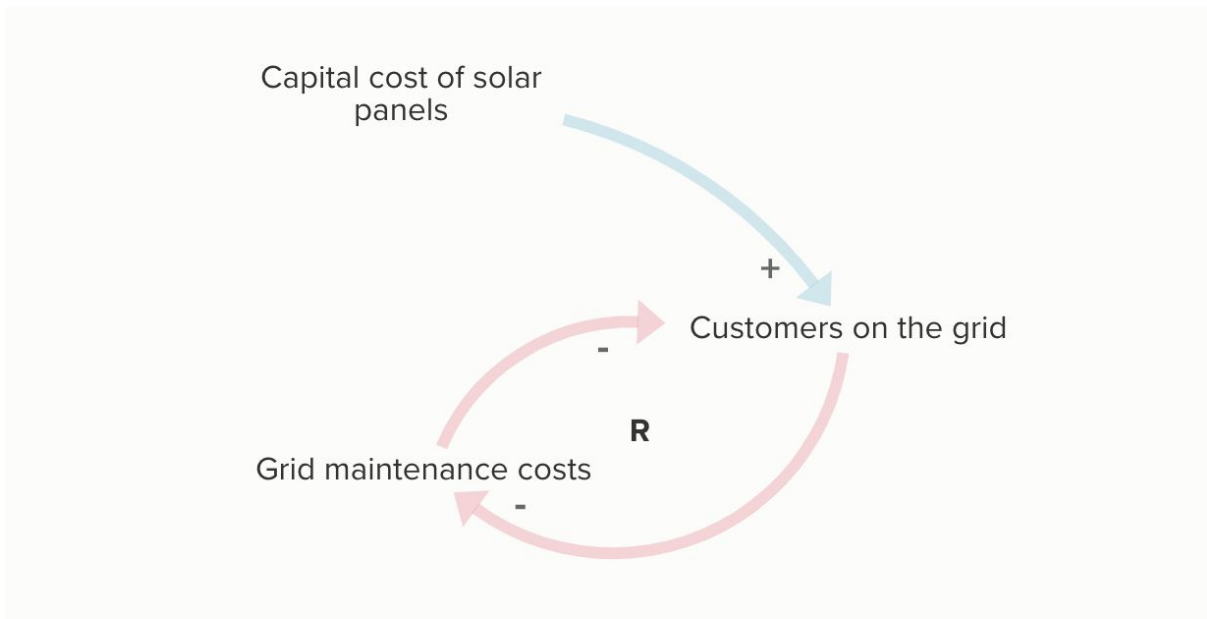 Capital cost of solar
panels
+
Customers on the grid
-
R
Grid maintenance costs
-